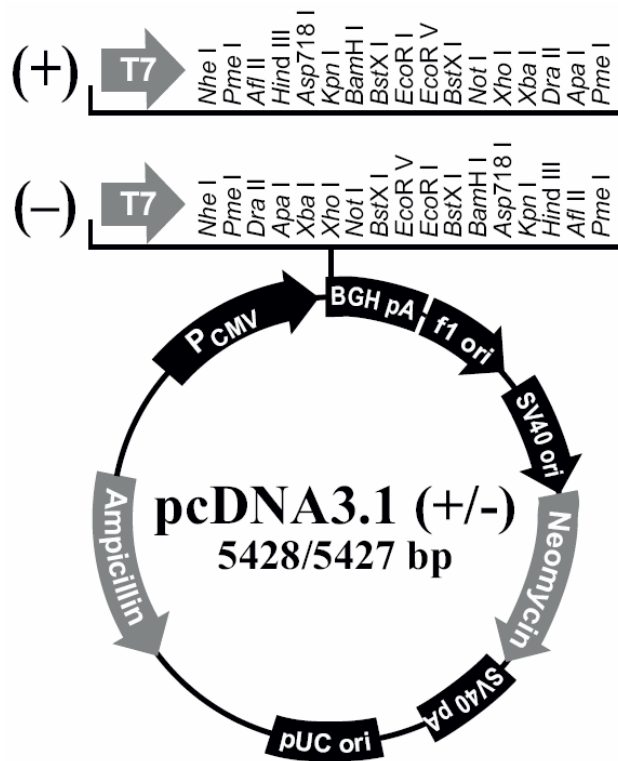 (+) T7 Nhe I Pme I Afl II Hind III Asp718 I Kpn I BamH I BstX I EcoR I EcoR V BstX I Not I Xho I Xba I Dra II Apa I Pme I
(–) T7 Nhe I Pme I Dra II Apa I Xba I Xho I Not I BstX I EcoR V EcoR I BstX I BamH I Asp718 I Kpn I Hind III Afl II Pme I
PCMV
BGH pA
f1 ori
SV40 ori
Neomycin
SV40 pA
pUC ori
Ampicillin
pcDNA3.1 (+/-)
5428/5427 bp